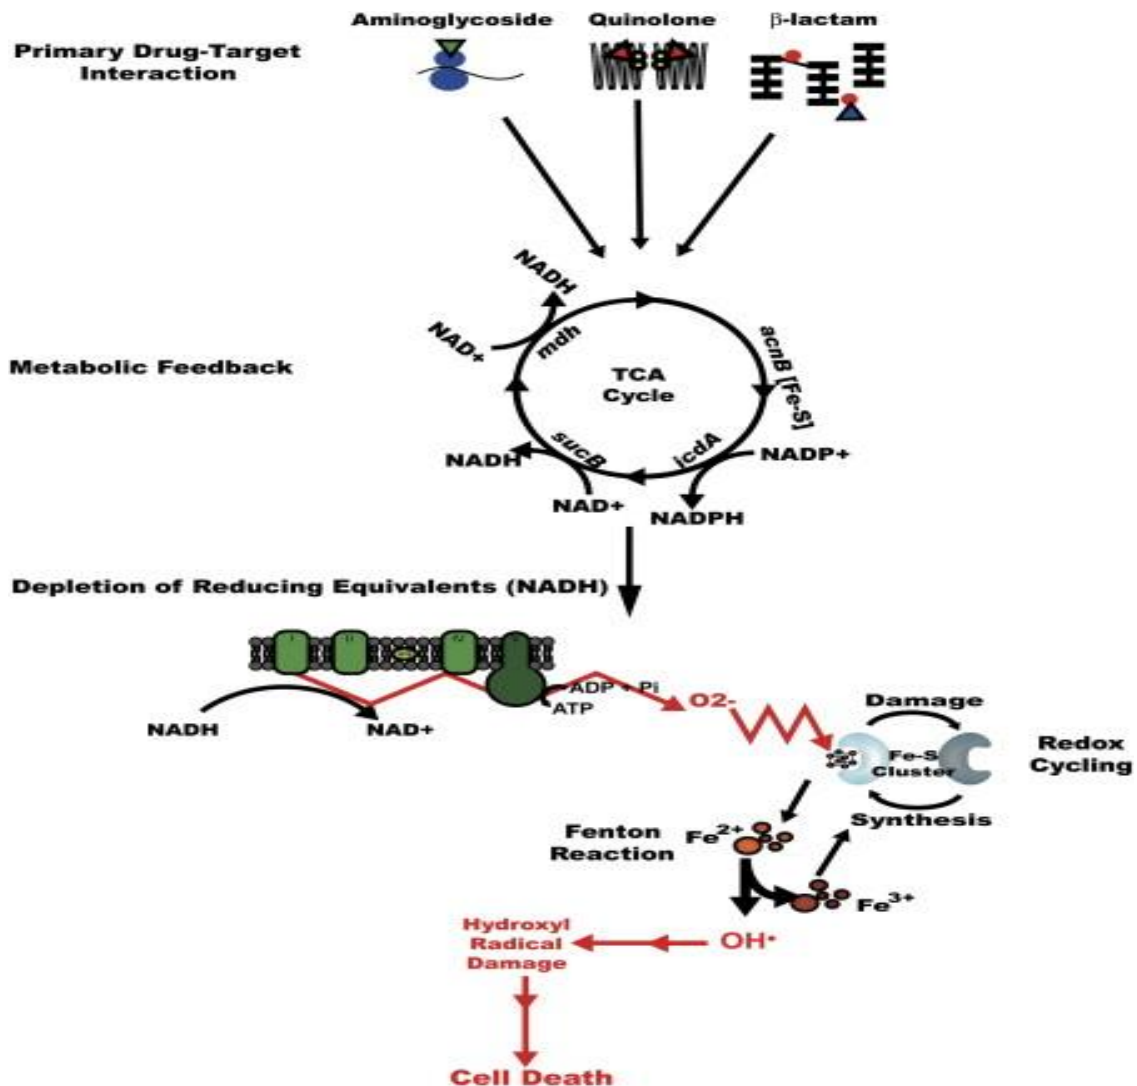 Aminoglycoside
Quinolone
β-lactam
Primary Drug-Target
Interaction
NADH
NAD+
mdh
acnB [Fe-S]
Metabolic Feedback
TCA
Cycle
sucB
icdA
NADH
NADP+
NAD+
NADPH
Depletion of Reducing Equivalents (NADH)
I
II
ADP + Pi
ATP
NADH
NAD+
O2-
Damage
Fe-S
Cluster
Redox
Cycling
Synthesis
Fenton
Reaction
Fe2+
Fe3+
Hydroxyl
Radical
Damage
OH•
Cell Death